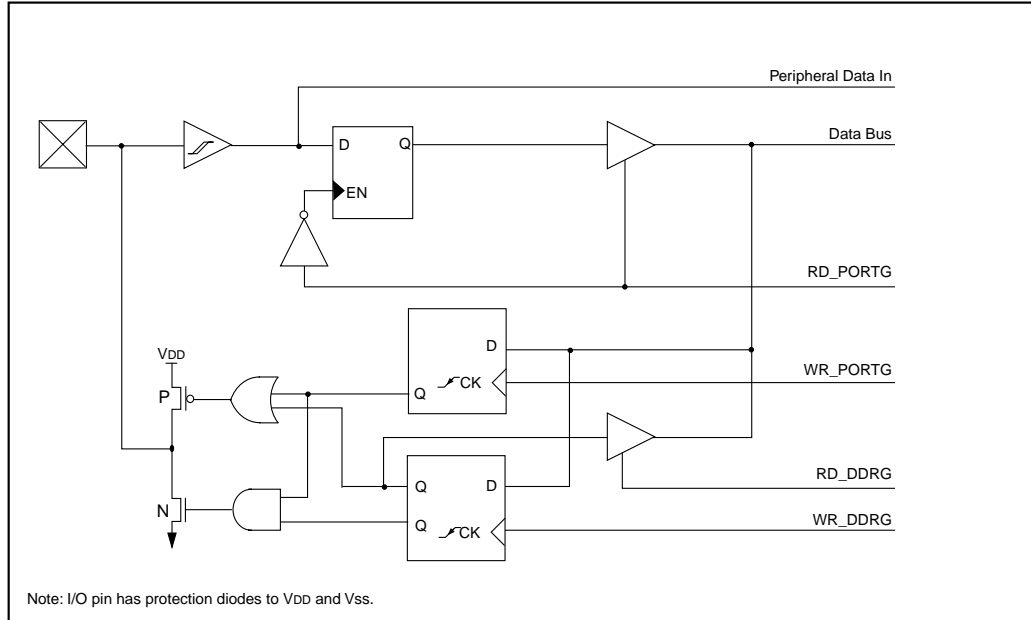 Peripheral Data In
D
Q
Data Bus
EN
RD_PORTG
VDD
D
P
CK
WR_PORTG
Q
Q
D
RD_DDRG
N
Q
CK
WR_DDRG
Note: I/O pin has protection diodes to VDD and Vss.